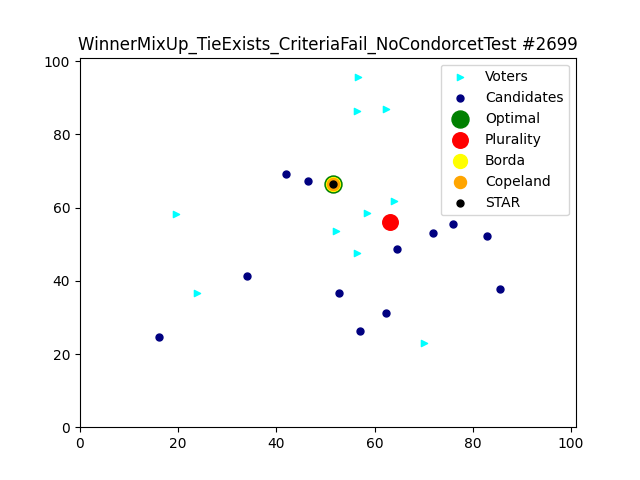 WinnerMixUp_TieExists_CriteriaFail_NoCondorcetTest #2699
100
80
60
40
20
0
0
20
40
60
80
100
Voters
Candidates
Optimal
Plurality
Borda
Copeland
STAR